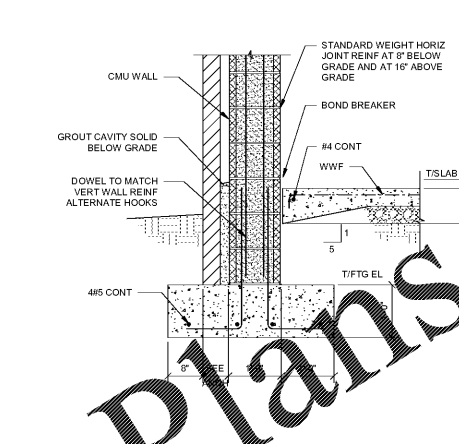 STANDARD WEIGHT HORIZ
JOINT REINF AT 8" BELOW
GRADE AND AT 16" ABOVE
GRADE
CMU WALL
BOND BREAKER
GROUT CAVITY SOLID
BELOW GRADE
#4 CONT
WWF
T/SLAB
DOWEL TO MATCH
VERT WALL REINF
ALTERNATE HOOKS
1
5
T/FTG EL
4#5 CONT
8"
Plans